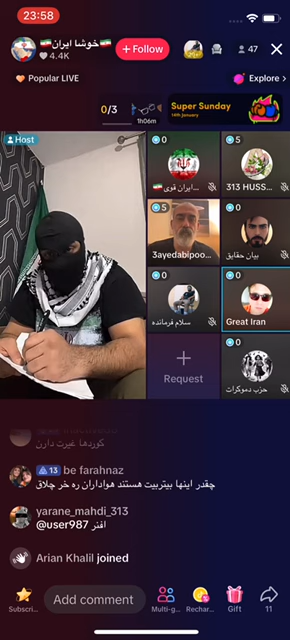 23:58
🇮🇷خوشا ایران🇮🇷
4.4K
+ Follow
47
Popular LIVE
Explore >
0/3
1h06m
Super Sunday
14th January
Host
0
ایران قوی...
5
313 HUSS...
5
3ayedabipoo...
0
بیان حقایق
0
سلام فرمانده
0
Great Iran
Request
0
حزب دموکرات
کوردها غیرت دارن
13 be farahnaz
چقدر اینها بیتربیت هستند هواداران ره خر چلاق
yarane_mahdi_313
@user987 افتر
Arian Khalil joined
Subscri...
Add comment
Multi-g...
Rechar...
Gift
11